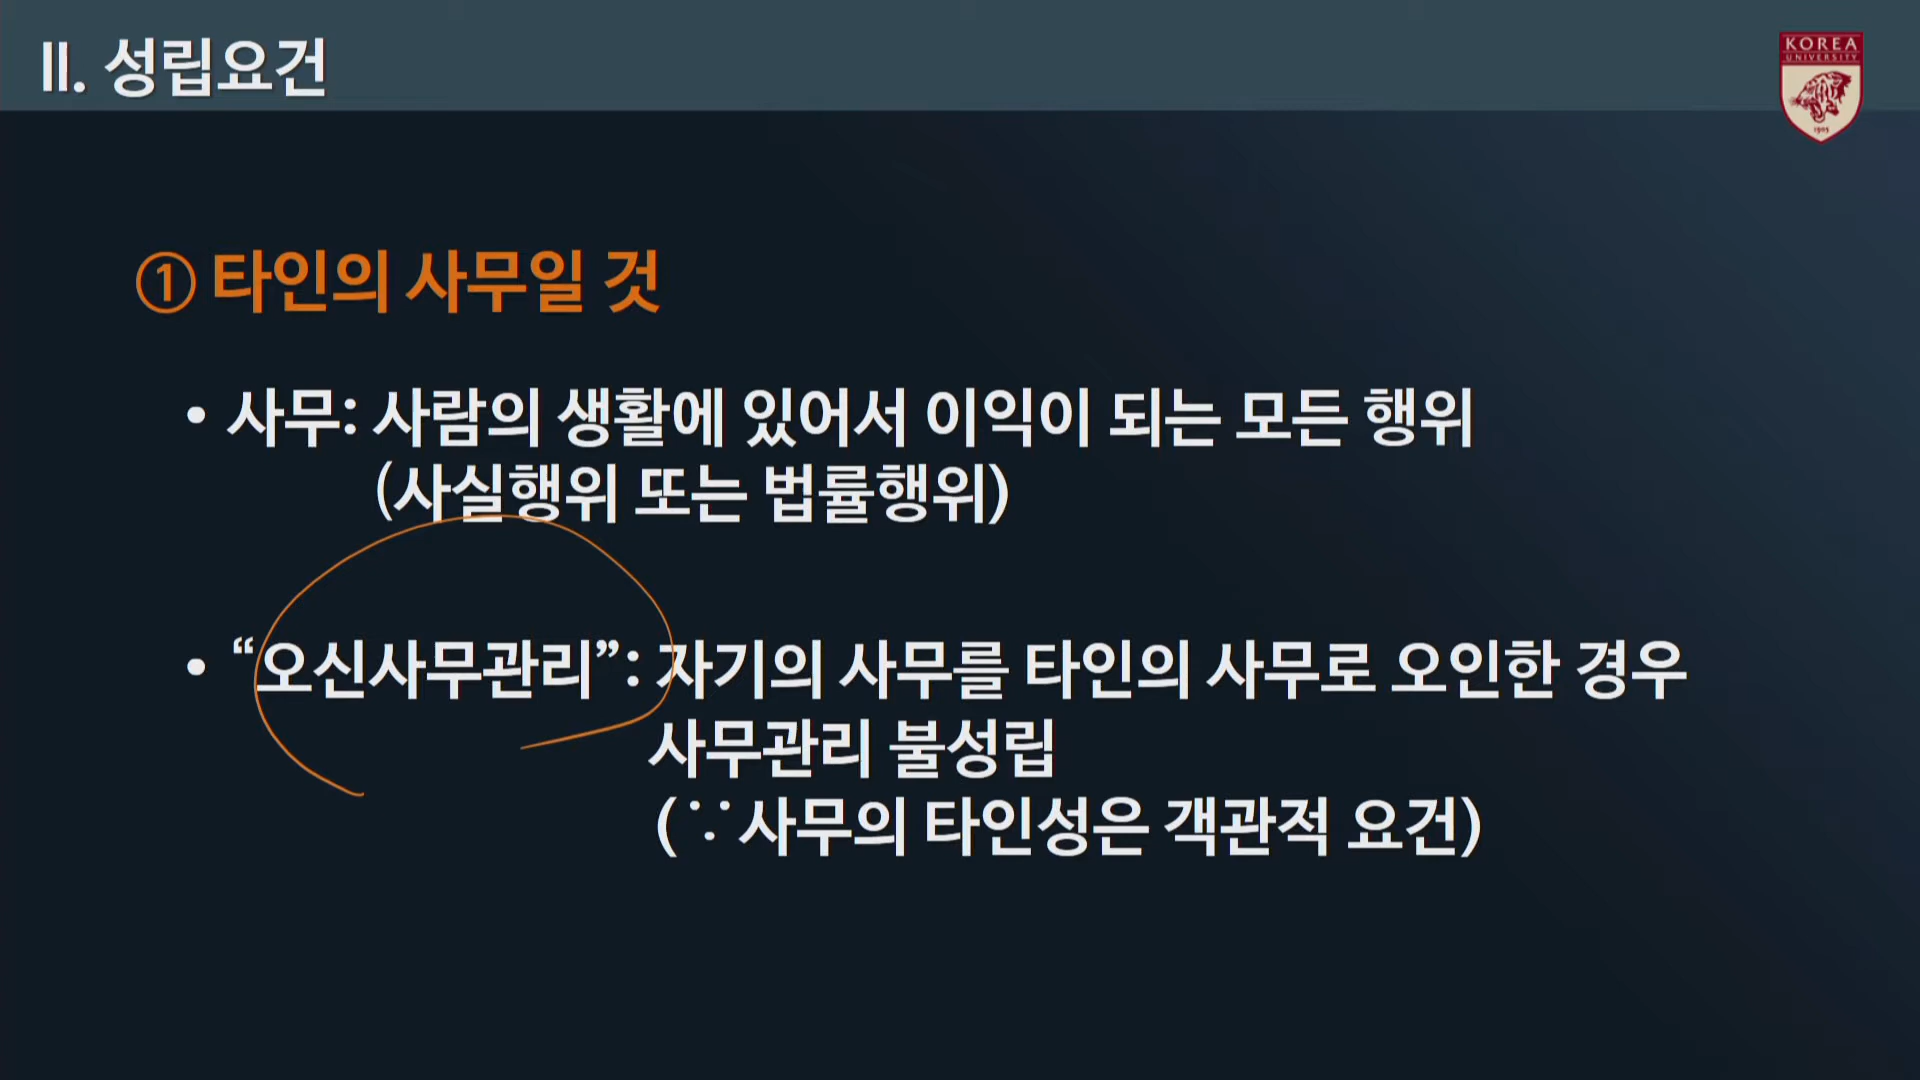 II. 성립요건
KOREA
UNIVERSITY
1905
① 타인의 사무일 것
• 사무: 사람의 생활에 있어서 이익이 되는 모든 행위
(사실행위 또는 법률행위)
• “오신사무관리”: 자기의 사무를 타인의 사무로 오인한 경우
사무관리 불성립
(∵사무의 타인성은 객관적 요건)